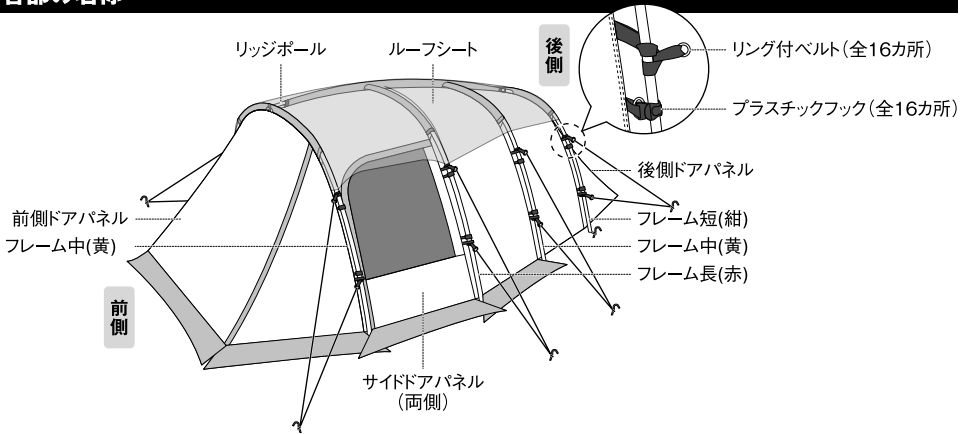 各部の名称
リッジポール
ルーフシート
後側
リング付ベルト(全16カ所)
プラスチックフック(全16カ所)
後側ドアパネル
前側ドアパネル
フレーム中(黄)
フレーム短(紺)
フレーム中(黄)
フレーム長(赤)
前側
サイドドアパネル
(両側)